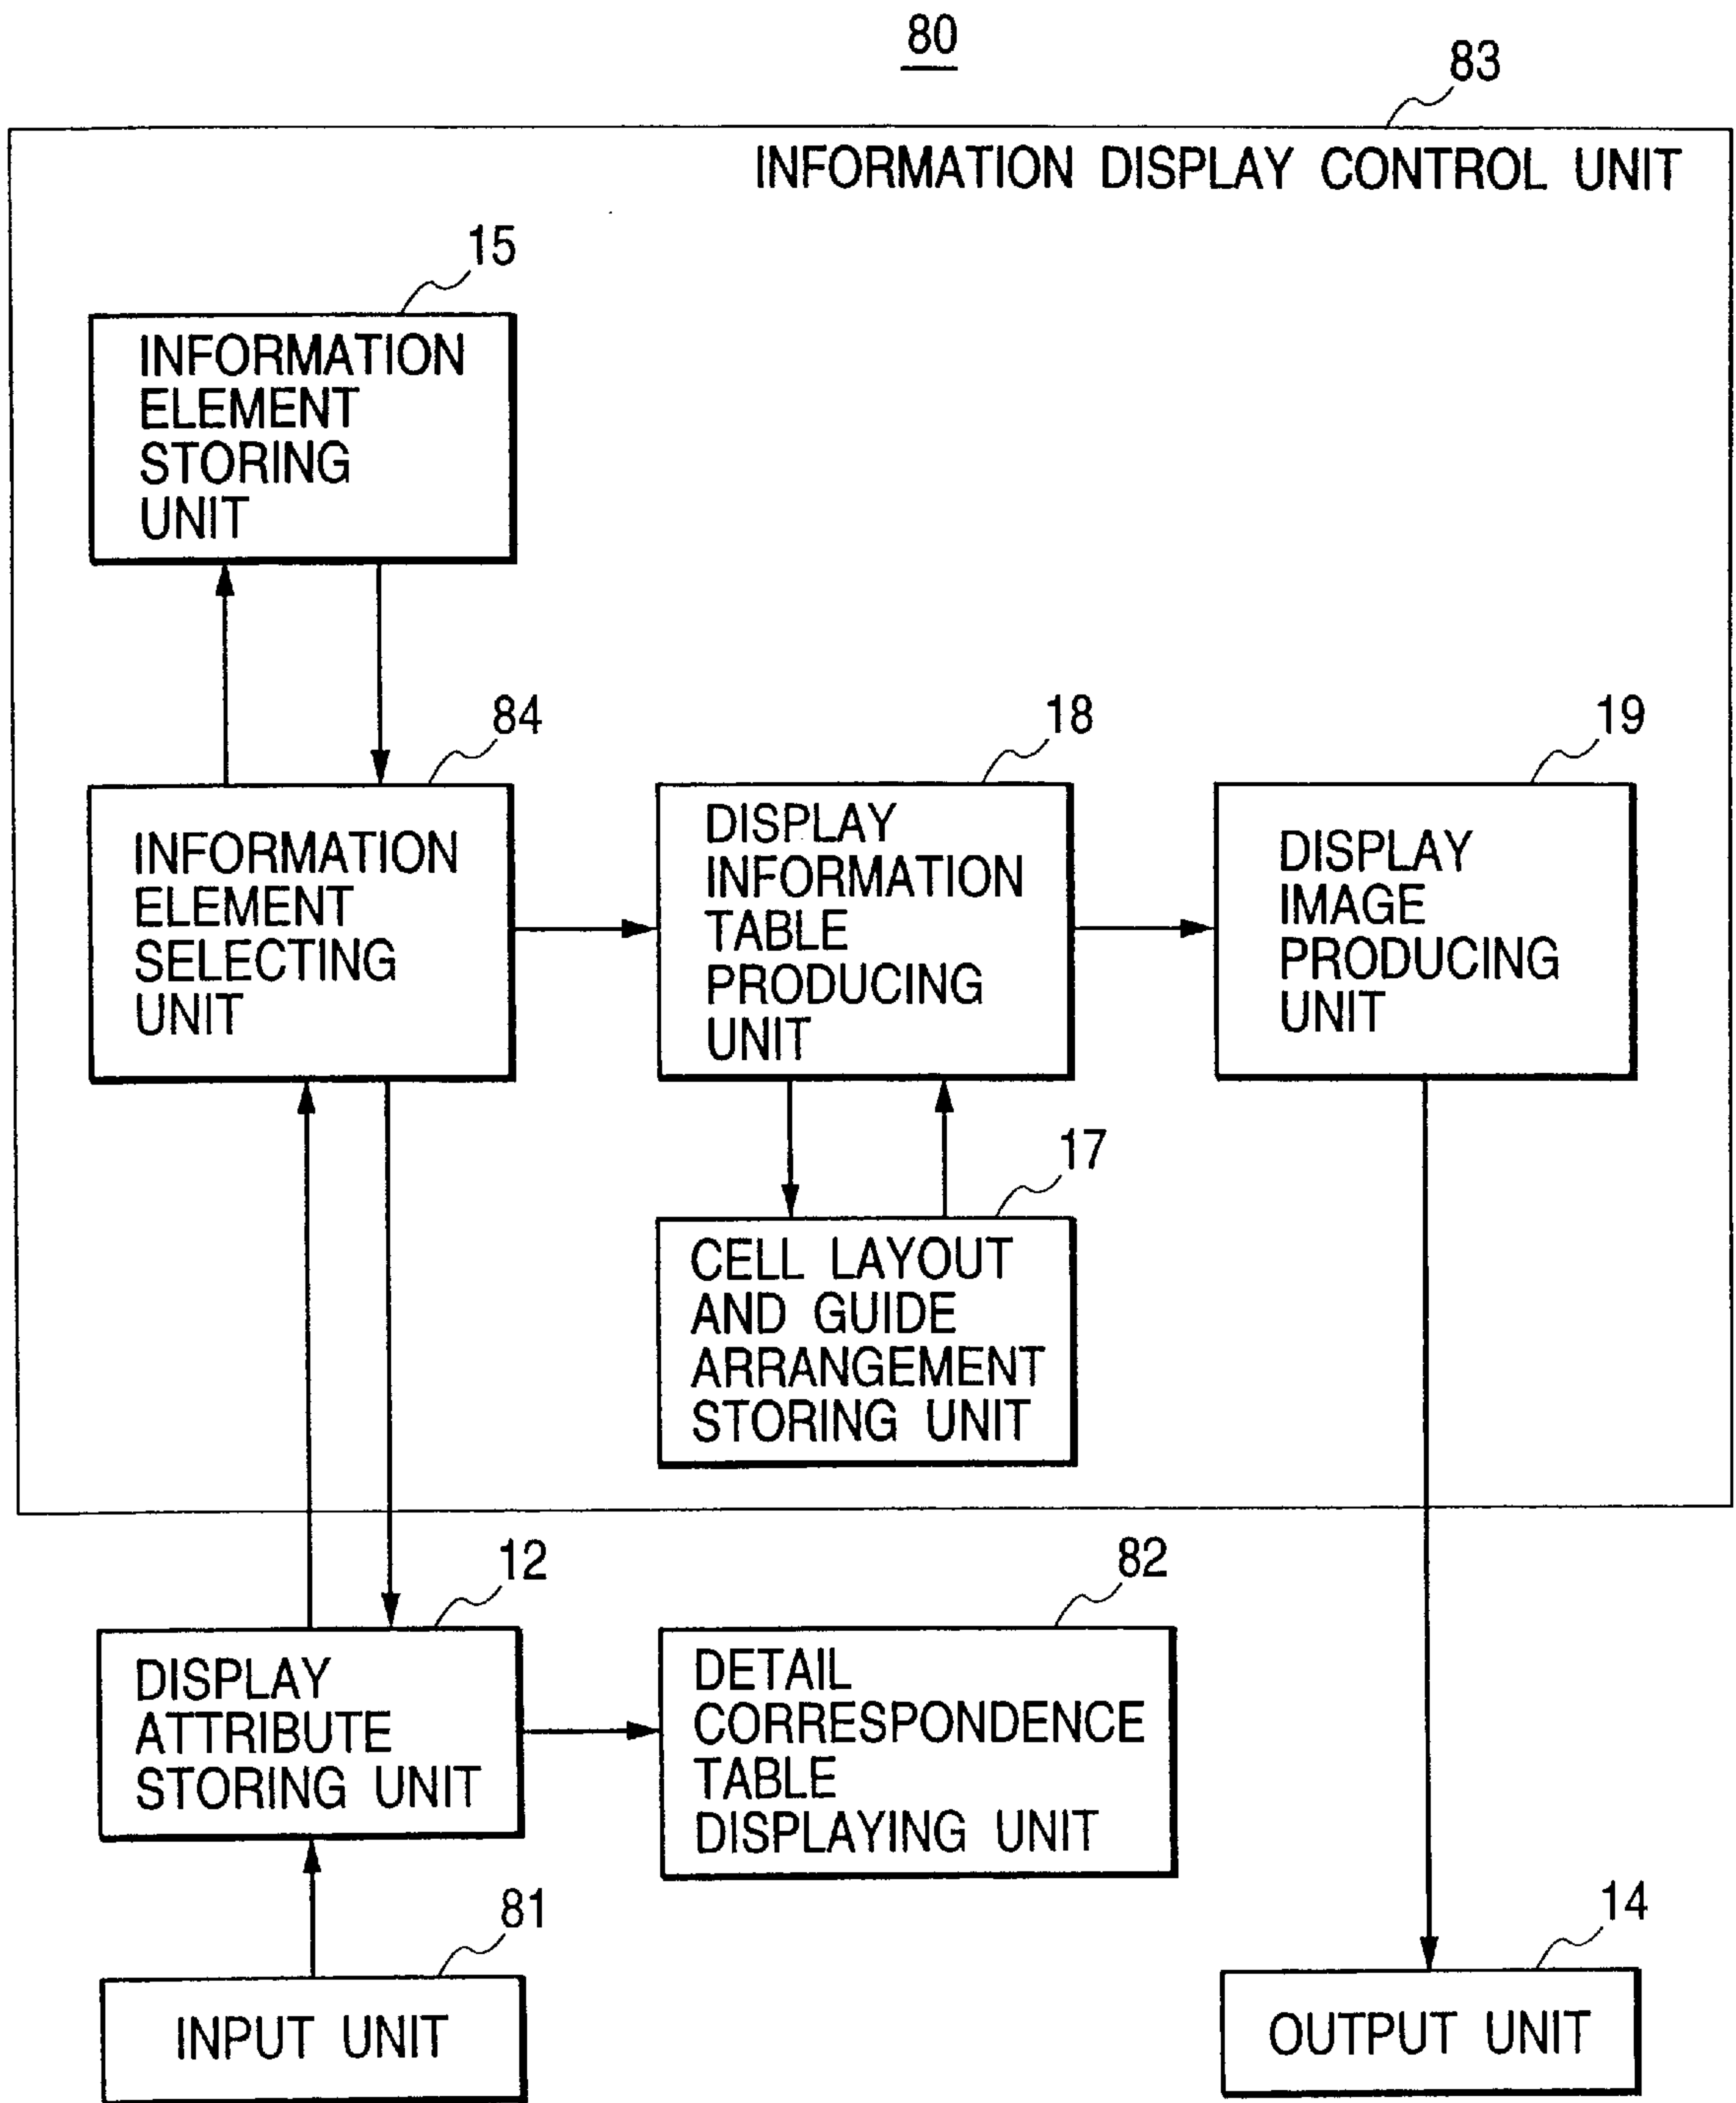 80
83
INFORMATION DISPLAY CONTROL UNIT
15
INFORMATION
ELEMENT
STORING
UNIT
84
INFORMATION
ELEMENT
SELECTING
UNIT
18
DISPLAY
INFORMATION
TABLE
PRODUCING
UNIT
19
DISPLAY
IMAGE
PRODUCING
UNIT
17
CELL LAYOUT
AND GUIDE
ARRANGEMENT
STORING UNIT
12
DISPLAY
ATTRIBUTE
STORING UNIT
82
DETAIL
CORRESPONDENCE
TABLE
DISPLAYING UNIT
81
INPUT UNIT
14
OUTPUT UNIT